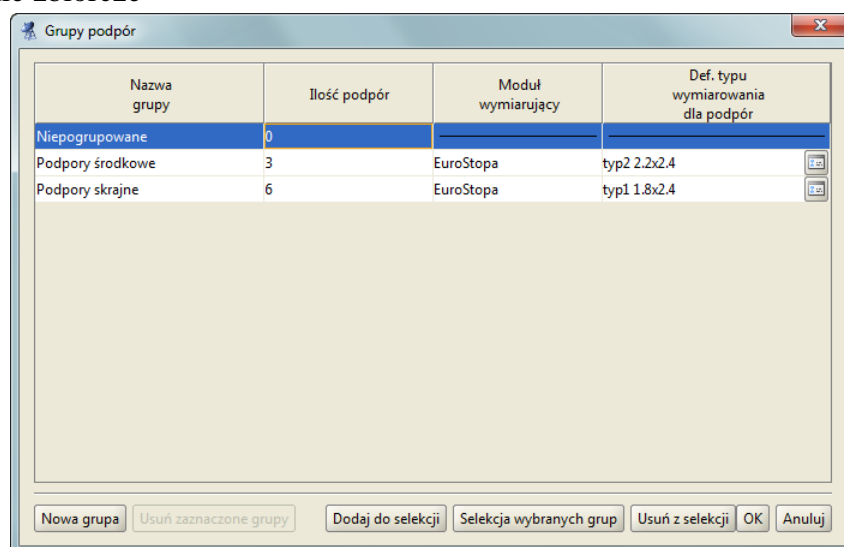 Grupy podpór
Nazwa
grupy
Ilość podpór
Moduł
wymiarujący
Def. typu
wymiarowania
dla podpór
Niepogrupowane 0
Podpory środkowe 3 EuroStopa typ2 2.2x2.4
Podpory skrajne 6 EuroStopa typ1 1.8x2.4
Nowa grupa Usuń zaznaczone grupy Dodaj do selekcji Selekcja wybranych grup Usuń z selekcji OK Anuluj